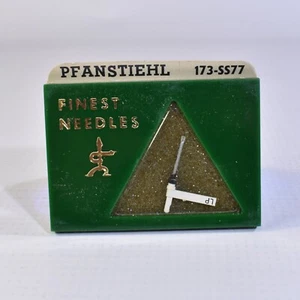 PFANSTIEHL 173-SS77
FINEST
NEEDLES
LP